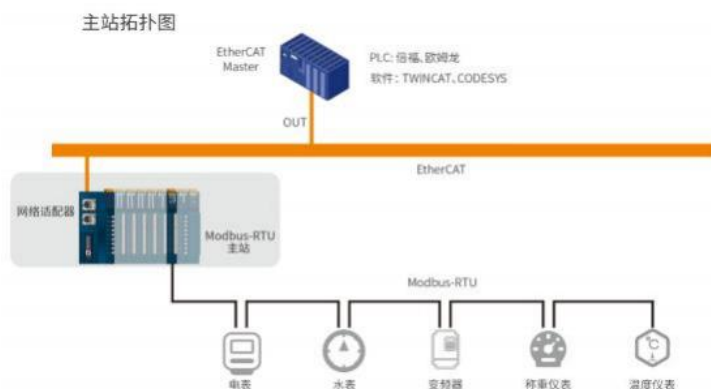 主站拓扑图
EtherCAT
Master
PLC: 倍福、欧姆龙
软件: TWINCAT、CODESYS
OUT
EtherCAT
网络适配器
Modbus-RTU
主站
Modbus-RTU
电表
水表
变频器
称重仪表
温度仪表
°C